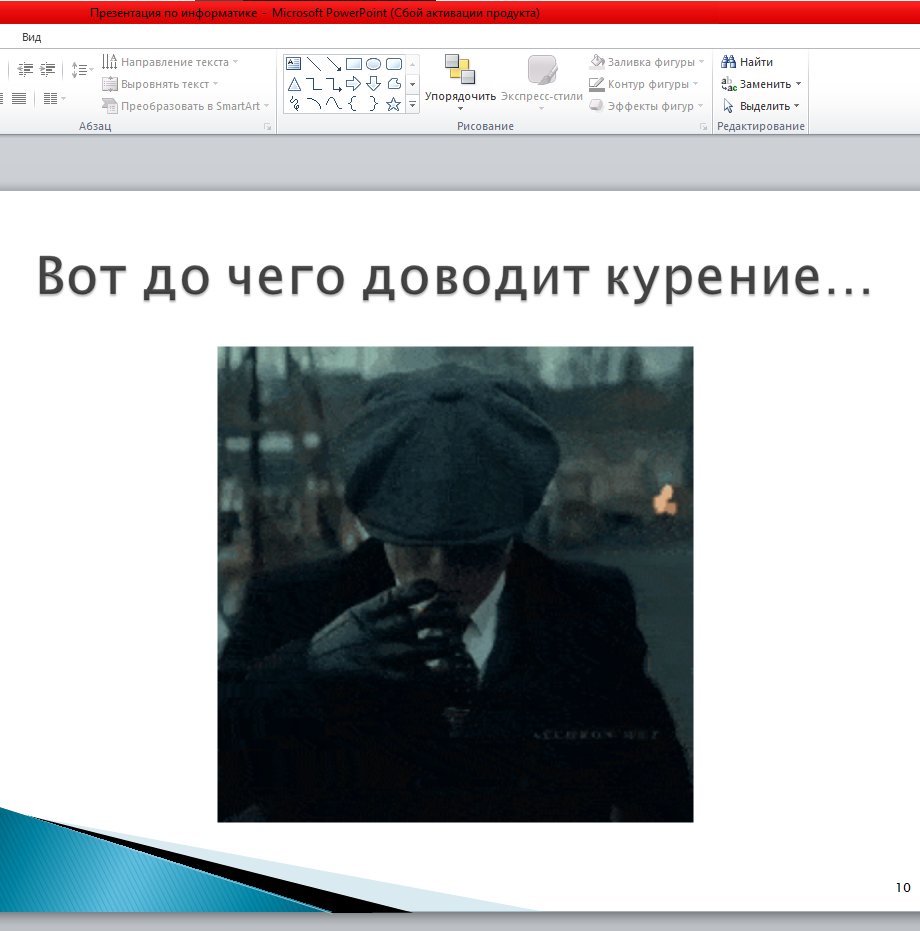 Презентация по информатике - Microsoft PowerPoint (Сбой активации продукта)
Вид
Направление текста
Выровнять текст
Преобразовать в SmartArt
Абзац
Упорядочить
Экспресс-стили
Заливка фигуры
Контур фигуры
Эффекты фигур
Рисование
Найти
Заменить
Выделить
Редактирование
Вот до чего доводит курение...
10